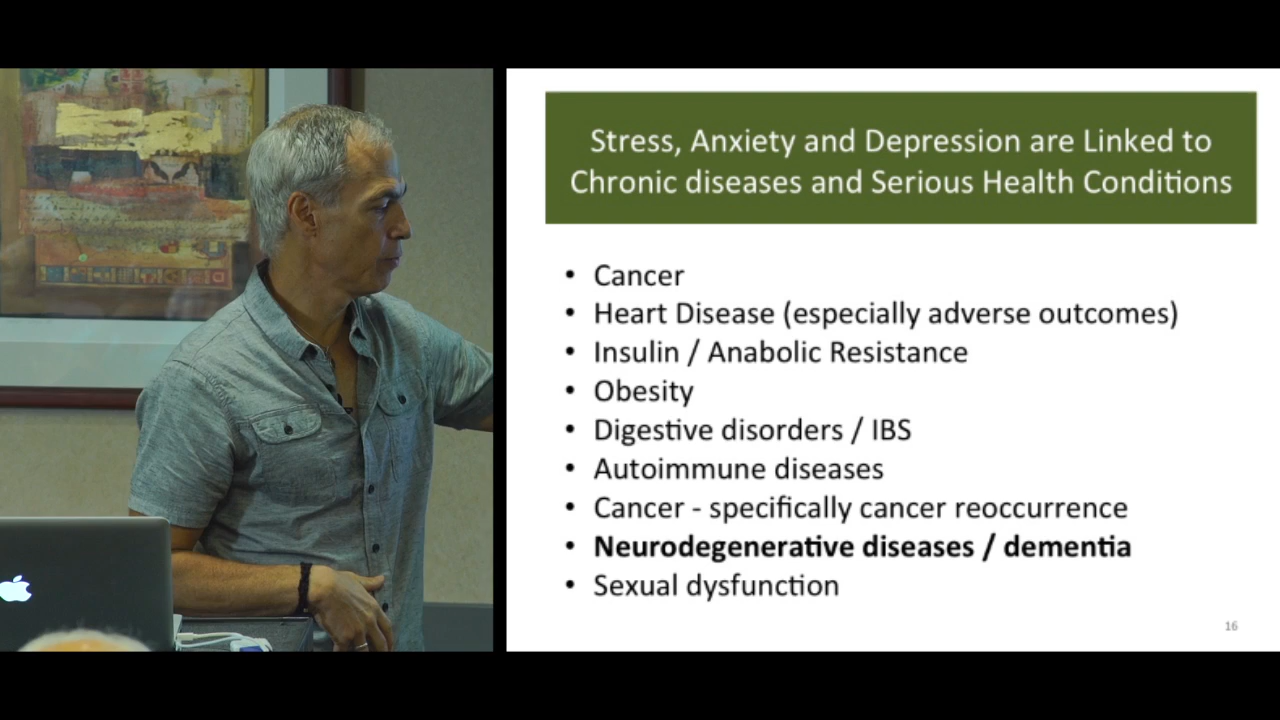 Stress, Anxiety and Depression are Linked to
Chronic diseases and Serious Health Conditions
• Cancer
• Heart Disease (especially adverse outcomes)
• Insulin / Anabolic Resistance
• Obesity
• Digestive disorders / IBS
• Autoimmune diseases
• Cancer - specifically cancer reoccurrence
• Neurodegenerative diseases / dementia
• Sexual dysfunction
16